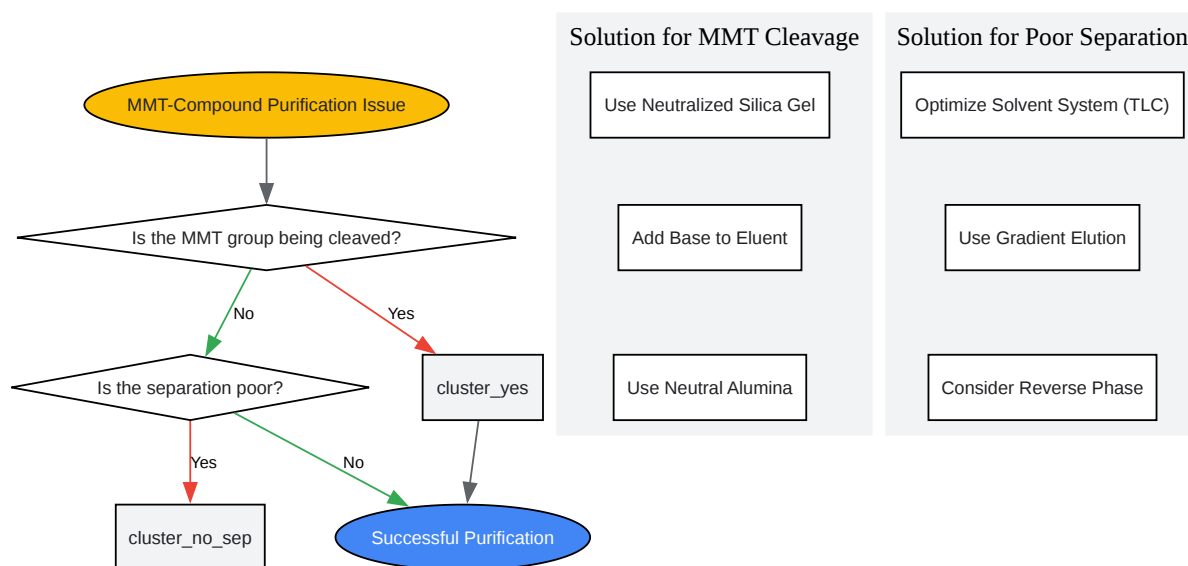 MMT-Compound Purification Issue
Is the MMT group being cleaved?
No
Yes
Is the separation poor?
cluster_yes
Yes
No
cluster_no_sep
Successful Purification
Solution for MMT Cleavage
Use Neutralized Silica Gel
Add Base to Eluent
Use Neutral Alumina
Solution for Poor Separation
Optimize Solvent System (TLC)
Use Gradient Elution
Consider Reverse Phase